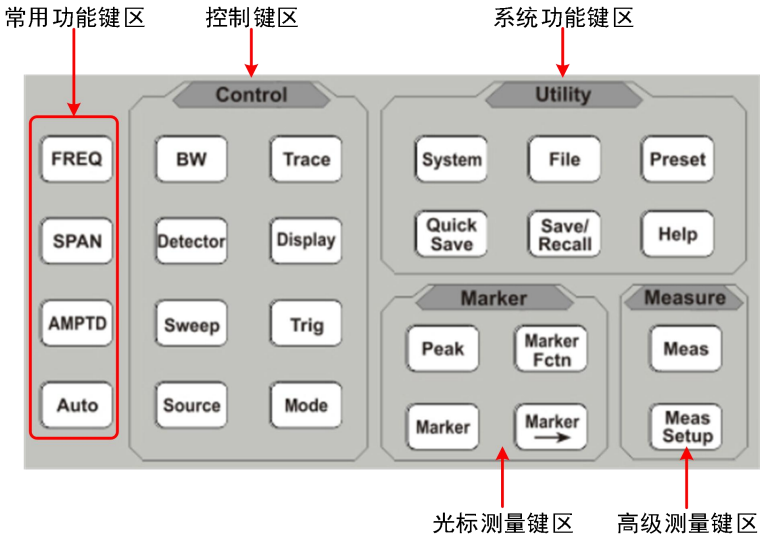 常用功能键区
控制键区
系统功能键区
Control
Utility
FREQ
BW
Trace
System
File
Preset
SPAN
Detector
Display
Quick
Save
Save/
Recall
Help
Marker
Measure
AMPTD
Sweep
Trig
Peak
Marker
Fctn
Meas
Auto
Source
Mode
Marker
Marker
Meas
Setup
光标测量键区
高级测量键区